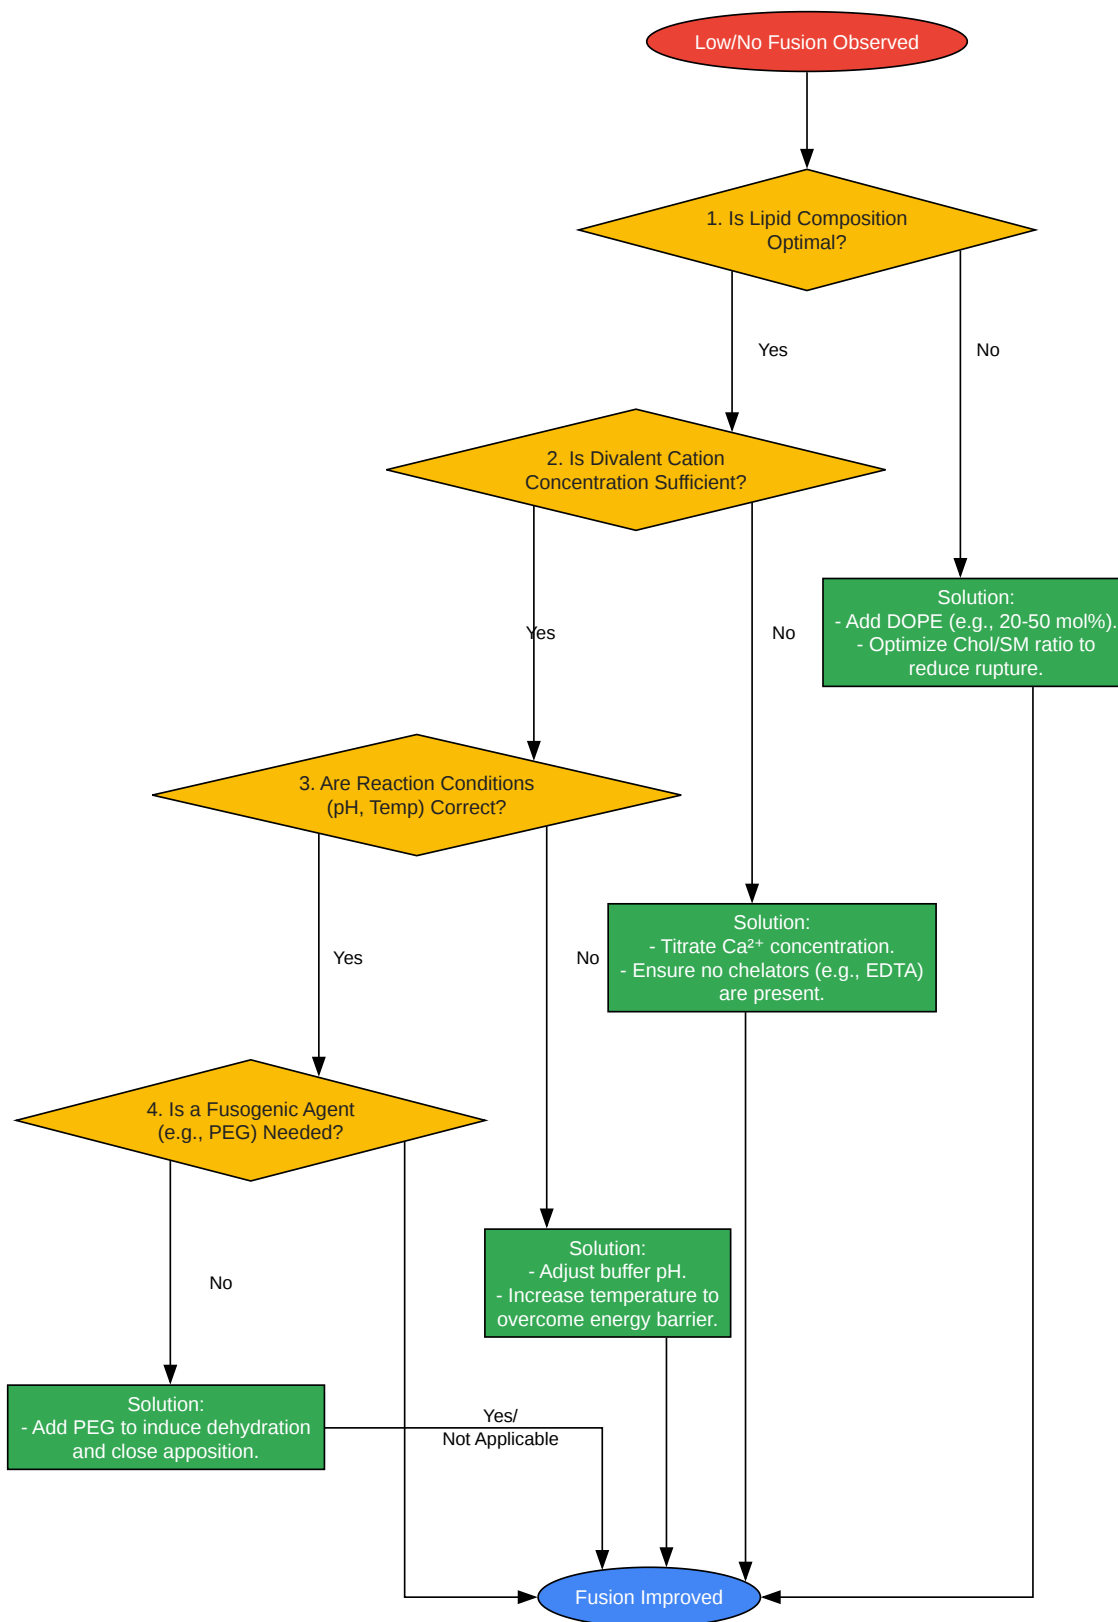 Low/No Fusion Observed
1. Is Lipid Composition
Optimal?
Yes
No
2. Is Divalent Cation
Concentration Sufficient?
Solution:
- Add DOPE (e.g., 20-50 mol%).
- Optimize Chol/SM ratio to
reduce rupture.
Yes
No
3. Are Reaction Conditions
(pH, Temp) Correct?
Solution:
- Titrate Ca²⁺ concentration.
- Ensure no chelators (e.g., EDTA)
are present.
Yes
No
4. Is a Fusogenic Agent
(e.g., PEG) Needed?
Solution:
- Adjust buffer pH.
- Increase temperature to
overcome energy barrier.
No
Solution:
- Add PEG to induce dehydration
and close apposition.
Yes/
Not Applicable
Fusion Improved